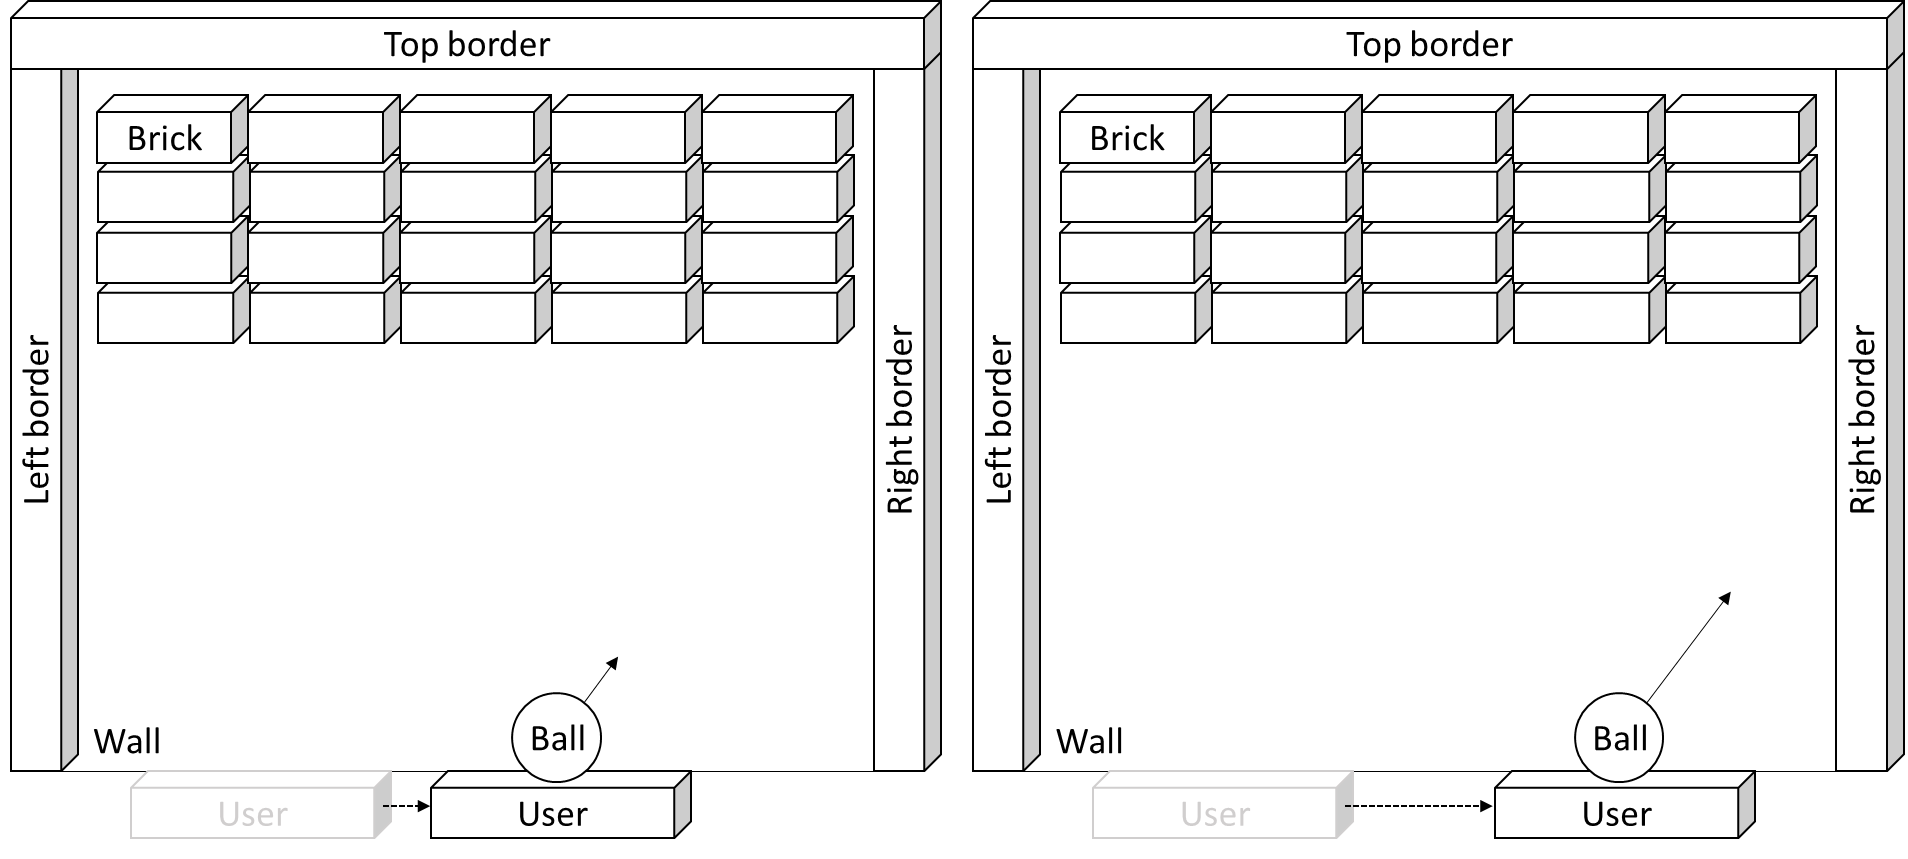 Top border
Brick
Left border
Right border
Wall
Ball
User
User
Top border
Brick
Left border
Right border
Wall
Ball
User
User